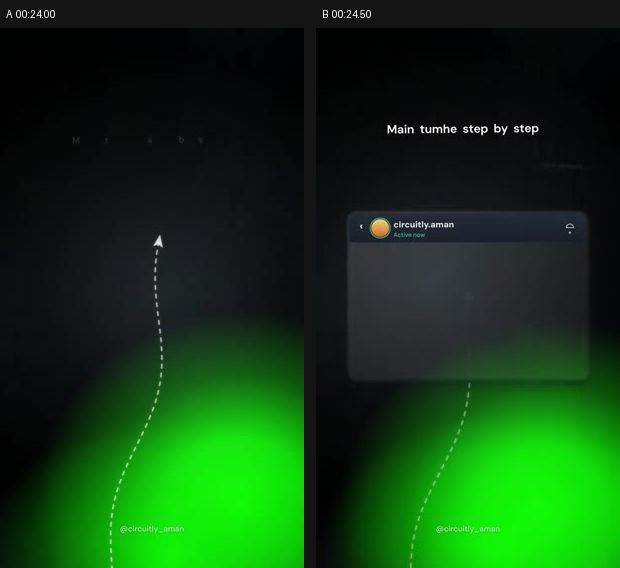 A 00:24.00
B 00:24.50
M t a b y
Main tumhe step by step
circuitly.aman
Active now
@circuitly_aman
@circuitly_aman